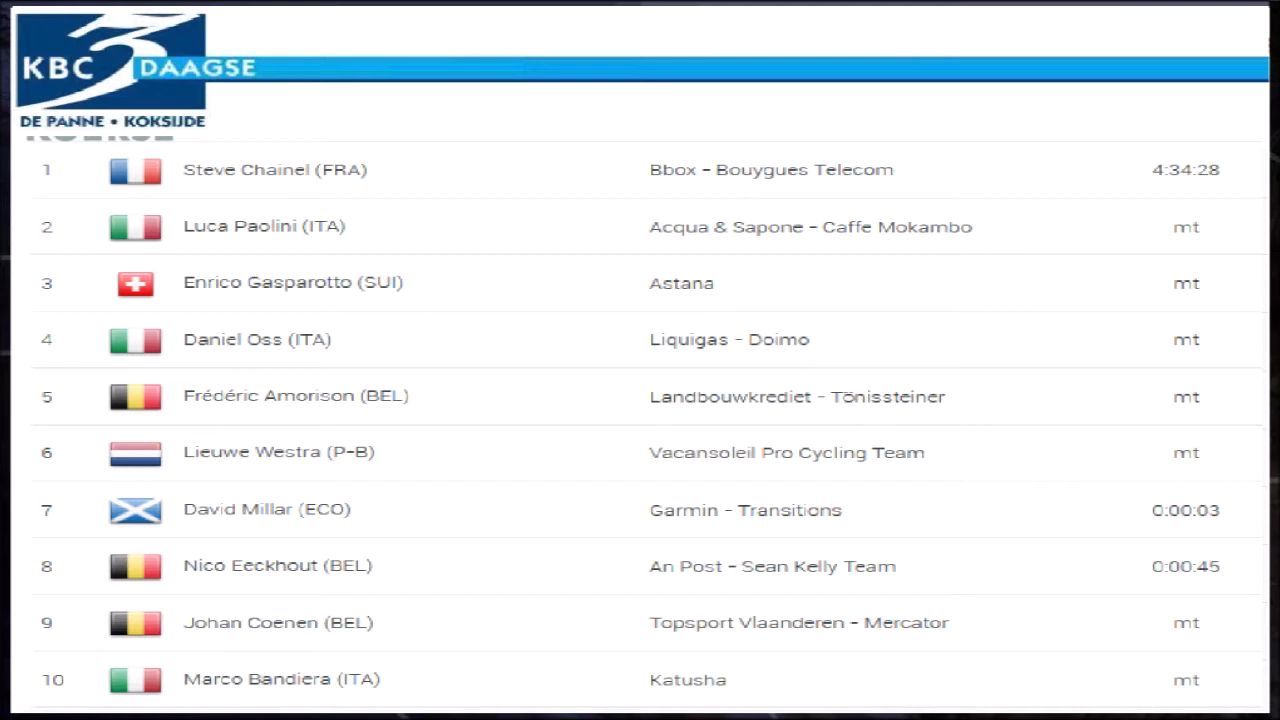 KBC 3 DAAGSE
DE PANNE • KOKSIJDE
1 Steve Chainel (FRA) Bbox - Bouygues Telecom 4:34:28
2 Luca Paolini (ITA) Acqua & Sapone - Caffe Mokambo mt
3 Enrico Gasparotto (SUI) Astana mt
4 Daniel Oss (ITA) Liquigas - Doimo mt
5 Frédéric Amorison (BEL) Landbouwkrediet - Tönissteiner mt
6 Lieuwe Westra (P-B) Vacansoleil Pro Cycling Team mt
7 David Millar (ECO) Garmin - Transitions 0:00:03
8 Nico Eeckhout (BEL) An Post - Sean Kelly Team 0:00:45
9 Johan Coenen (BEL) Topsport Vlaanderen - Mercator mt
10 Marco Bandiera (ITA) Katusha mt